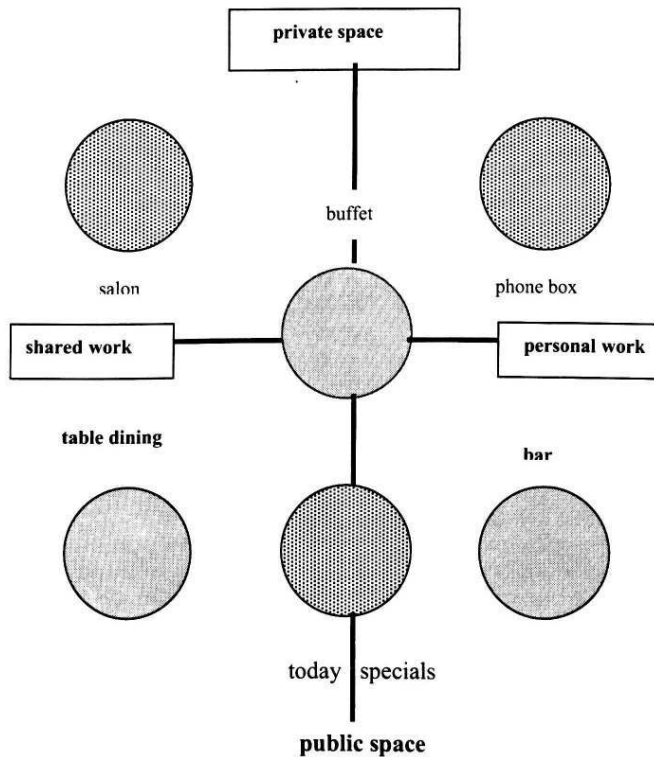 private space
buffet
salon
phone box
shared work
personal work
table dining
bar
today specials
public space